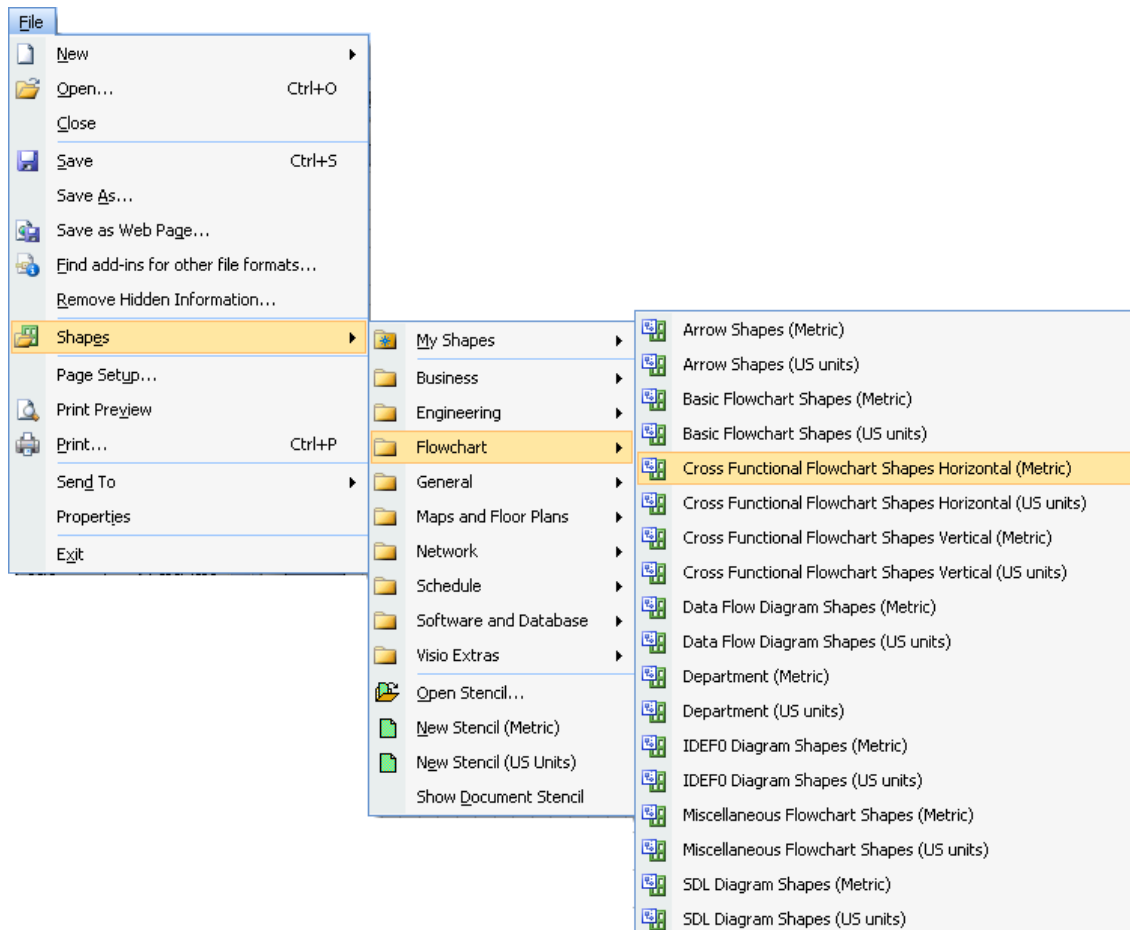 File
New
Open... Ctrl+O
Close
Save Ctrl+S
Save As...
Save as Web Page...
Find add-ins for other file formats...
Remove Hidden Information...
Shapes
Page Setup...
Print Preview
Print... Ctrl+P
Send To
Properties
Exit
My Shapes
Business
Engineering
Flowchart
General
Maps and Floor Plans
Network
Schedule
Software and Database
Visio Extras
Open Stencil...
New Stencil (Metric)
New Stencil (US Units)
Show Document Stencil
Arrow Shapes (Metric)
Arrow Shapes (US units)
Basic Flowchart Shapes (Metric)
Basic Flowchart Shapes (US units)
Cross Functional Flowchart Shapes Horizontal (Metric)
Cross Functional Flowchart Shapes Horizontal (US units)
Cross Functional Flowchart Shapes Vertical (Metric)
Cross Functional Flowchart Shapes Vertical (US units)
Data Flow Diagram Shapes (Metric)
Data Flow Diagram Shapes (US units)
Department (Metric)
Department (US units)
IDEF0 Diagram Shapes (Metric)
IDEF0 Diagram Shapes (US units)
Miscellaneous Flowchart Shapes (Metric)
Miscellaneous Flowchart Shapes (US units)
SDL Diagram Shapes (Metric)
SDL Diagram Shapes (US units)